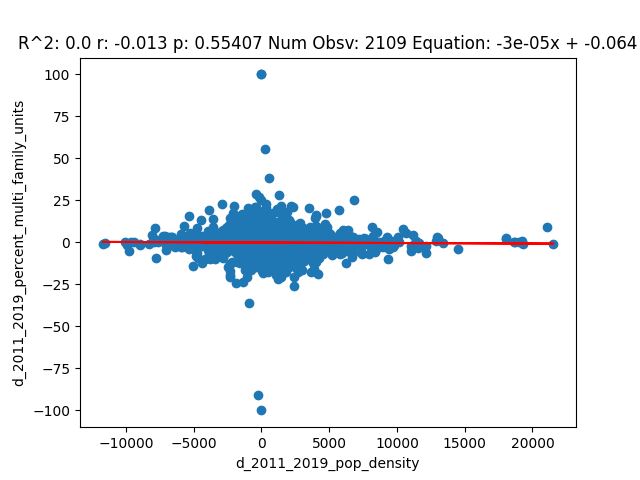 R^2: 0.0 r: -0.013 p: 0.55407 Num Obsv: 2109 Equation: -3e-05x + -0.064
100
75
50
25
0
−25
−50
−75
−100
d_2011_2019_percent_multi_family_units
−10000 −5000 0 5000 10000 15000 20000
d_2011_2019_pop_density